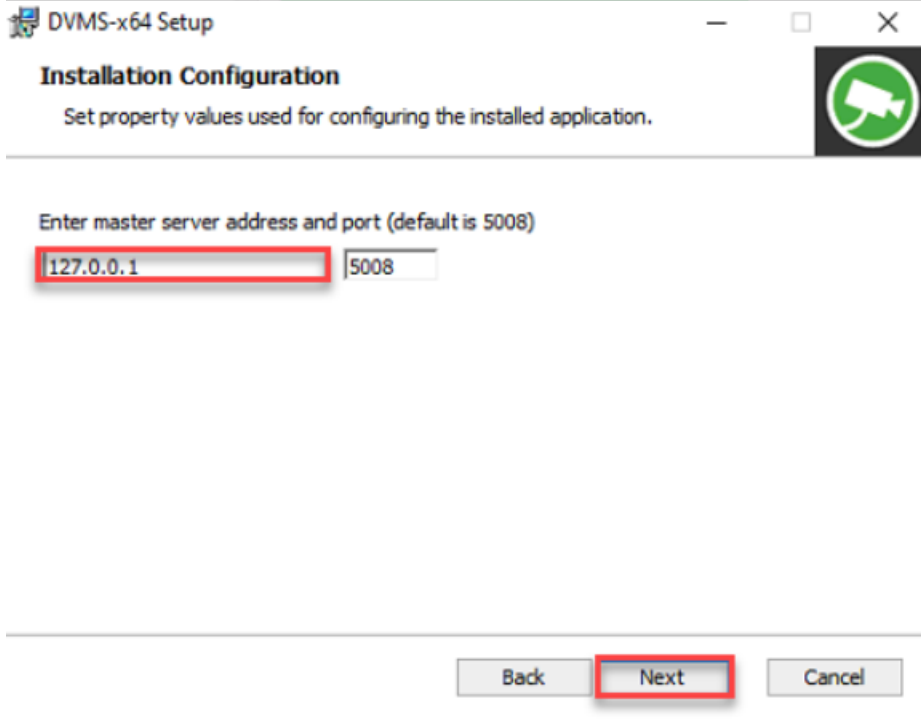 DVMS-x64 Setup
Installation Configuration
Set property values used for configuring the installed application.
Enter master server address and port (default is 5008)
127.0.0.1 5008
Back Next Cancel